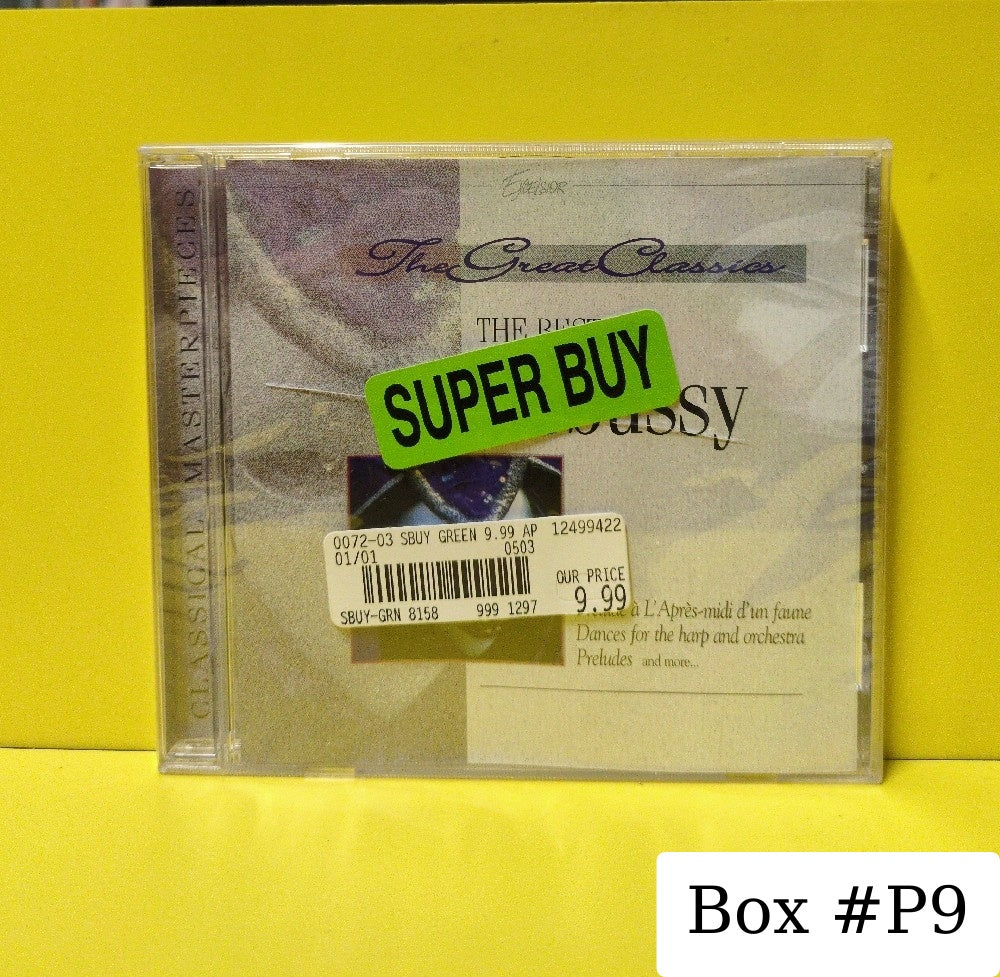 CLASSICAL MASTERPIECES
EXCELSIOR
The Great Classics
THE BEST
SUPER BUY
ussy
0072-03 SBUY GREEN 9.99 AP 12499422
01/01 0503
OUR PRICE
9.99
SBUY-GRN 8158 999 1297
à L'Après-midi d'un faune
Dances for the harp and orchestra
Preludes and more...
Box #P9